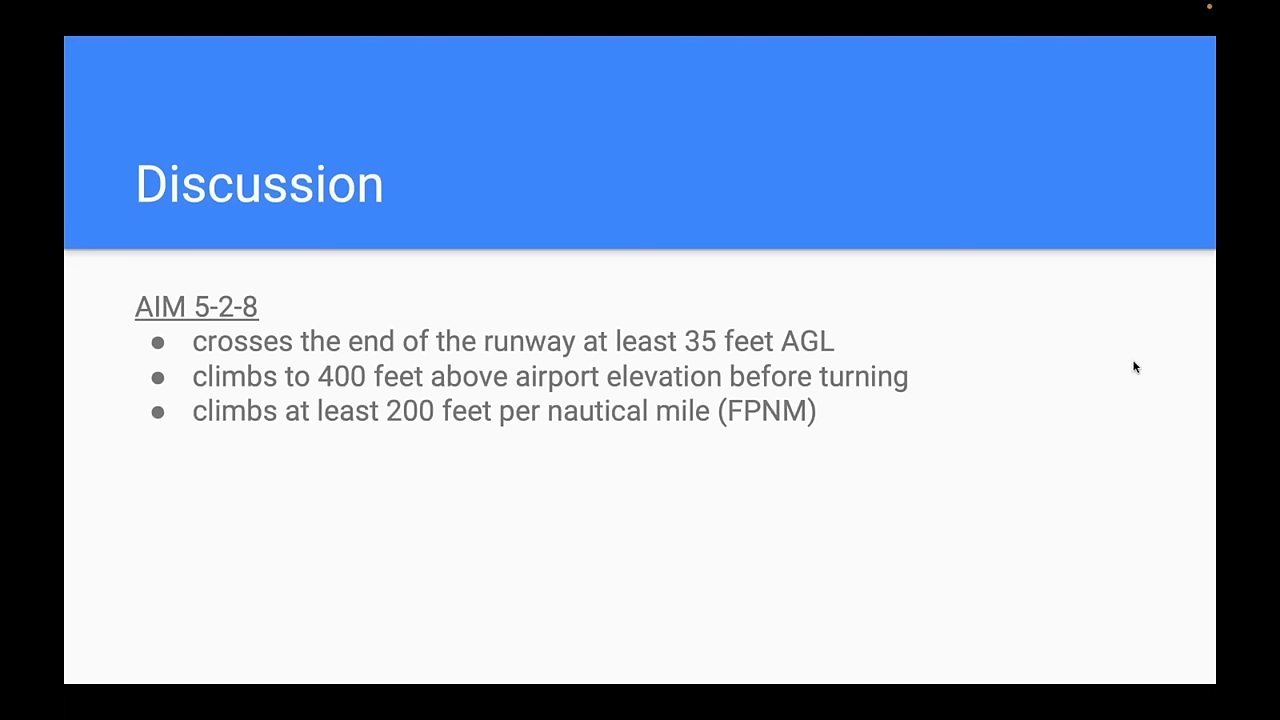 Discussion
AIM 5-2-8
● crosses the end of the runway at least 35 feet AGL
● climbs to 400 feet above airport elevation before turning
● climbs at least 200 feet per nautical mile (FPNM)